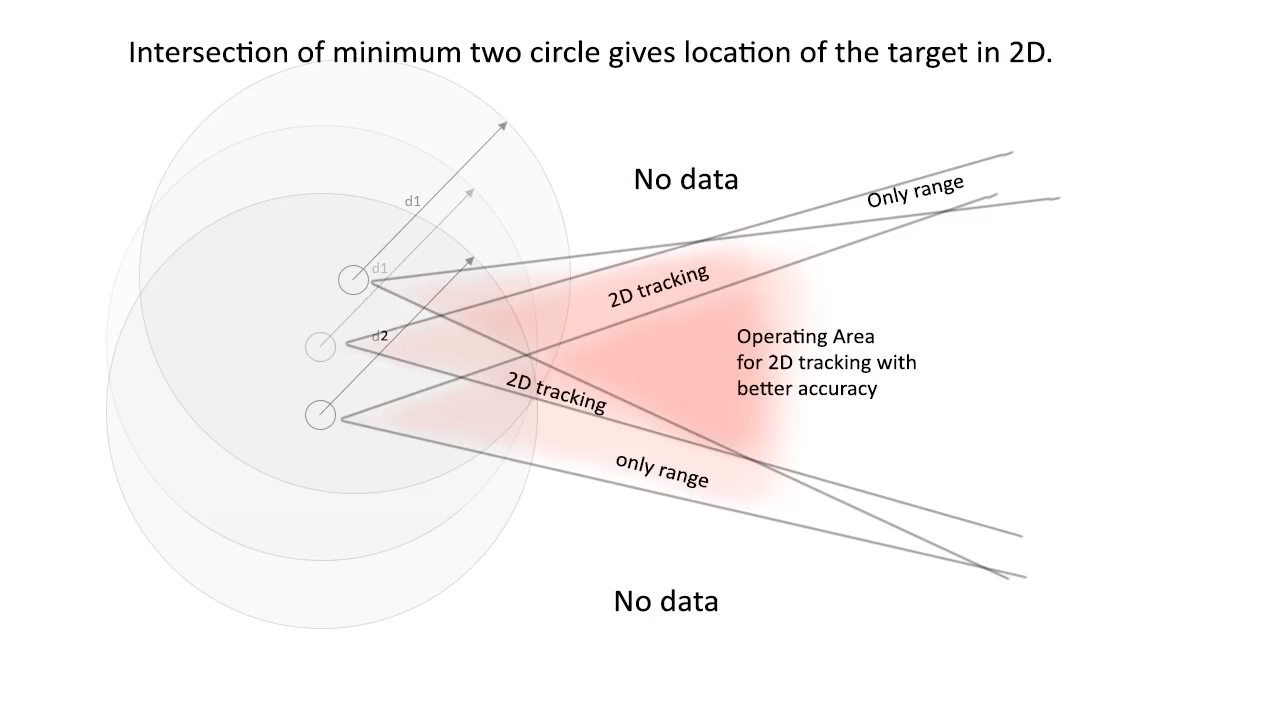 Intersection of minimum two circle gives location of the target in 2D.
No data
Only range
d1
d1
2D tracking
d2
Operating Area
for 2D tracking with
better accuracy
2D tracking
only range
No data